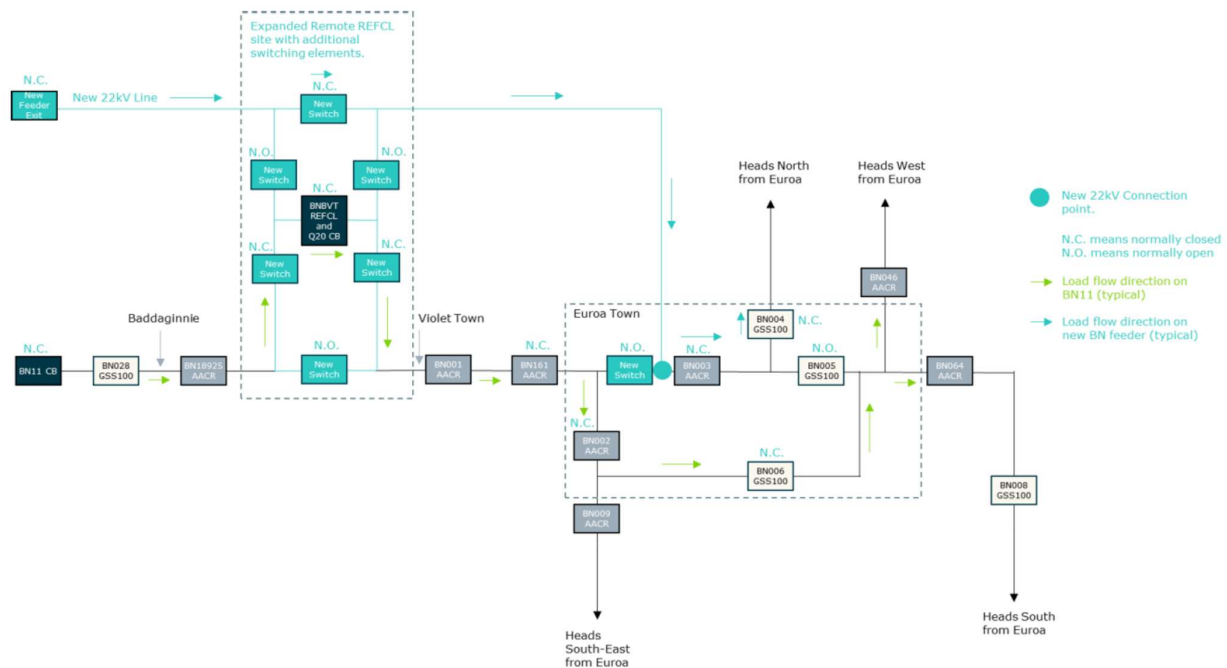 Expanded Remote REFCL
site with additional
switching elements.
N.C.
New
Feeder
Exit
New 22kV Line
N.C.
New
Switch
N.O.
New
Switch
N.O.
New
Switch
N.C.
BNBVT
REFCL
and
Q20 CB
N.C.
New
Switch
N.C.
New
Switch
Heads North
from Euroa
Heads West
from Euroa
New 22kV Connection
point.
N.C. means normally closed
N.O. means normally open
Load flow direction on
BN11 (typical)
Load flow direction on
new BN feeder (typical)
BN046
AACR
Baddaginnie
Violet Town
Euroa Town
BN004
GSS100
N.C.
N.C.
BN11 CB
BN028
GSS100
BN18925
AACR
N.O.
New
Switch
BN001
AACR
N.C.
BN161
AACR
N.O.
New
Switch
N.C.
BN003
AACR
N.O.
BN005
GSS100
BN064
AACR
N.C.
BN002
AACR
N.C.
BN006
GSS100
BN009
AACR
BN008
GSS100
Heads
South-East
from Euroa
Heads South
from Euroa